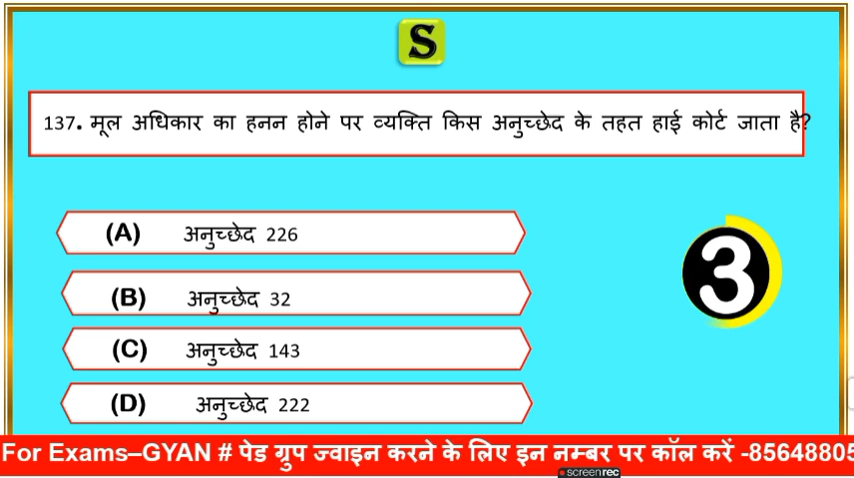 S
137. मूल अधिकार का हनन होने पर व्यक्ति किस अनुच्छेद के तहत हाई कोर्ट जाता है?
(A) अनुच्छेद 226
3
(B) अनुच्छेद 32
(C) अनुच्छेद 143
(D) अनुच्छेद 222
For Exams–GYAN # पेड ग्रुप ज्वाइन करने के लिए इन नम्बर पर कॉल करें -85648805
screenrec